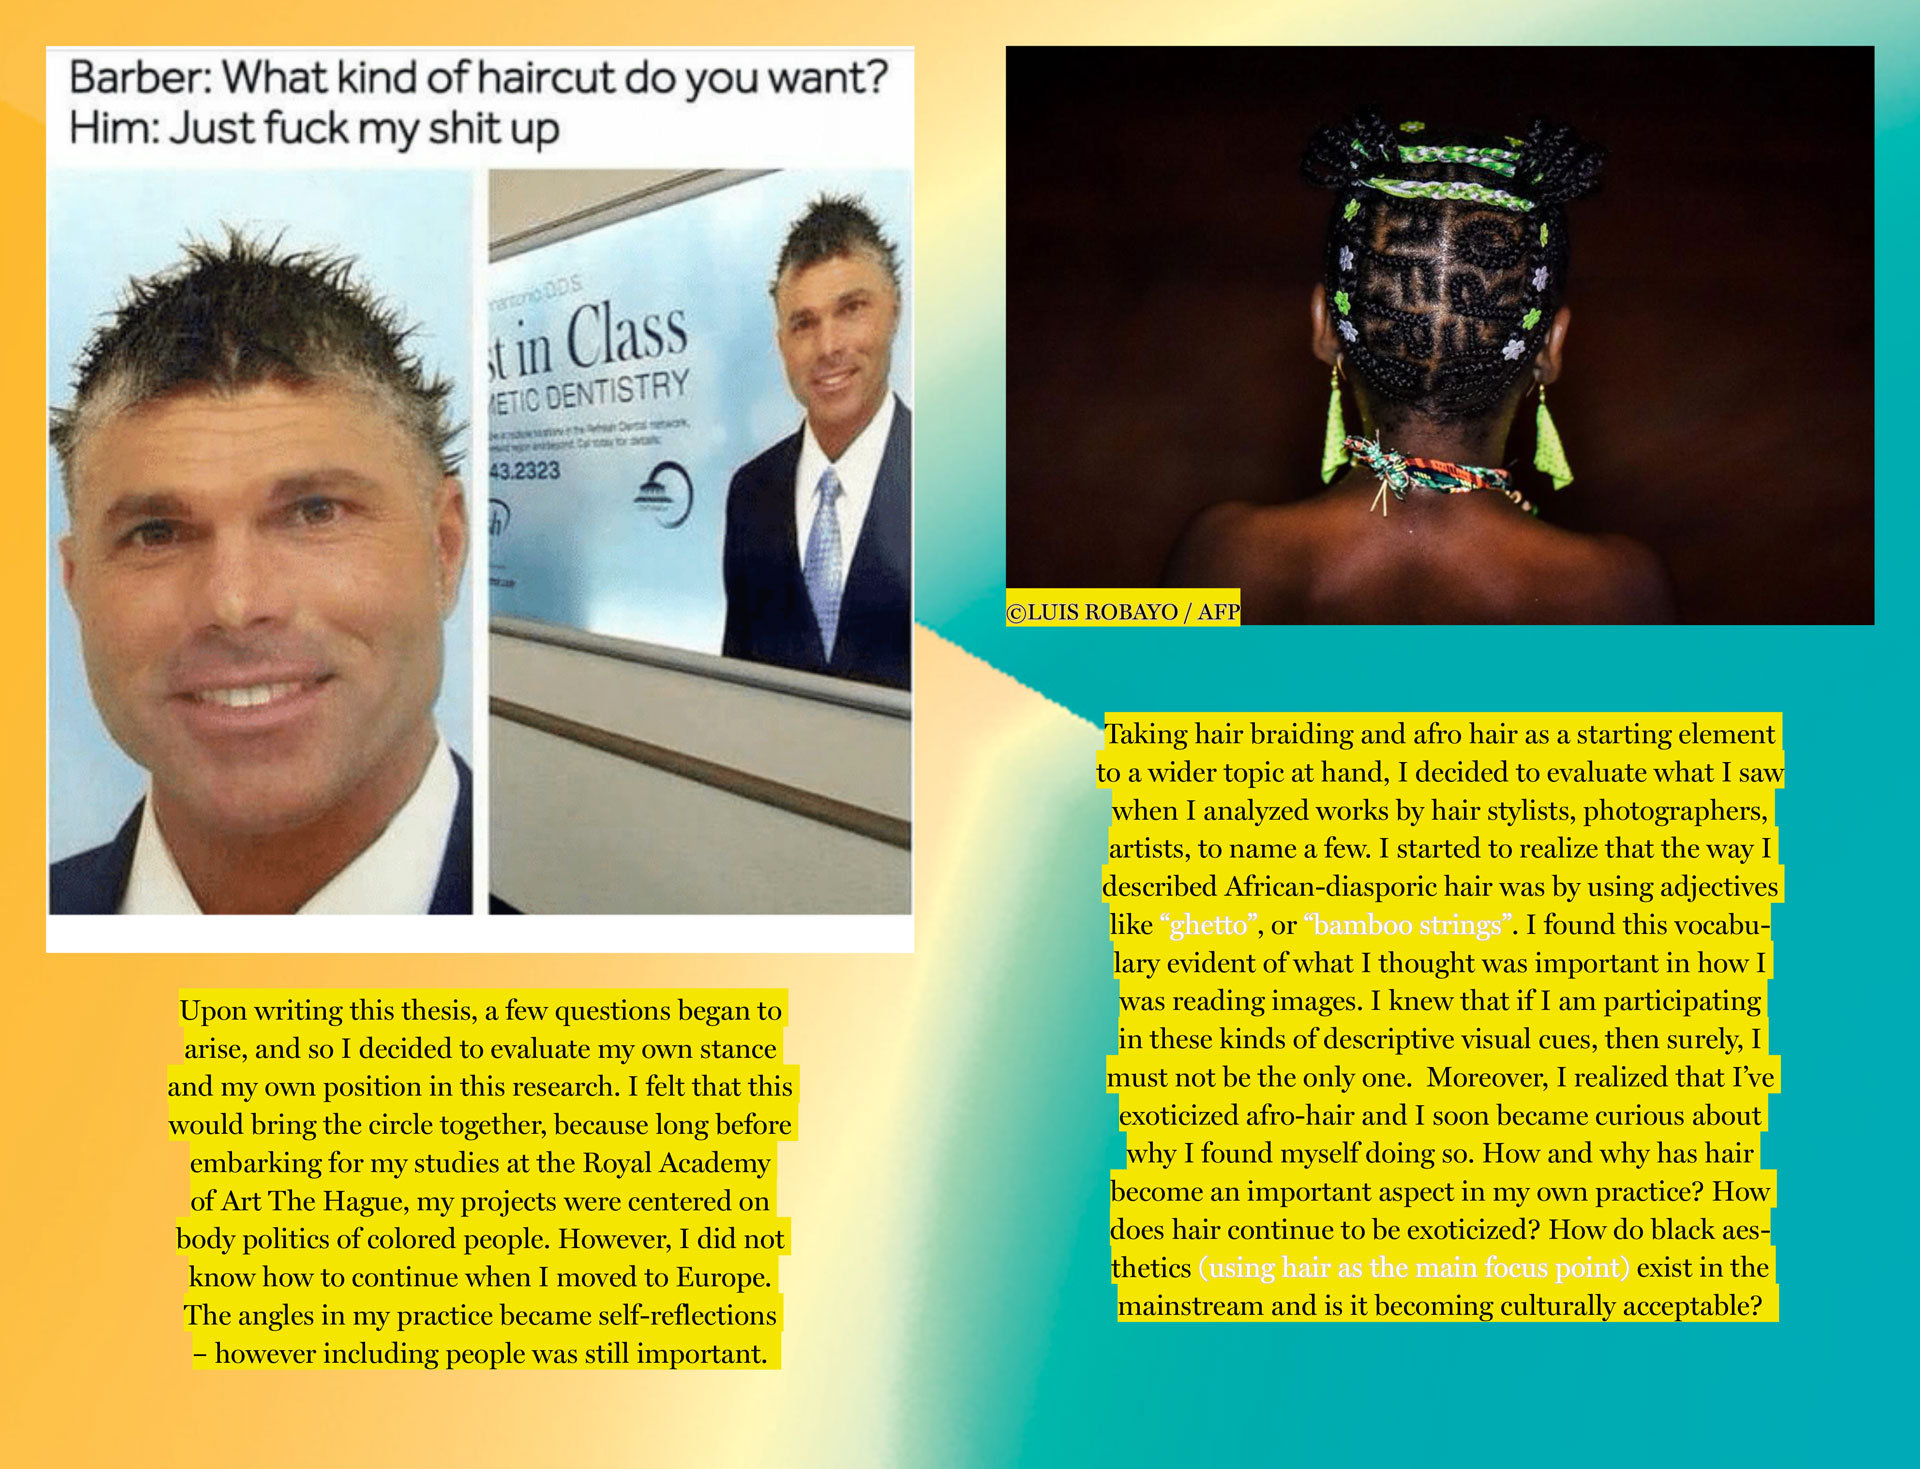 Barber: What kind of haircut do you want?
Him: Just fuck my shit up
D.D.S.
st in Class
METIC DENTISTRY
43.2323
Upon writing this thesis, a few questions began to
arise, and so I decided to evaluate my own stance
and my own position in this research. I felt that this
would bring the circle together, because long before
embarking for my studies at the Royal Academy
of Art The Hague, my projects were centered on
body politics of colored people. However, I did not
know how to continue when I moved to Europe.
The angles in my practice became self-reflections
– however including people was still important.
©LUIS ROBAYO / AFP
Taking hair braiding and afro hair as a starting element
to a wider topic at hand, I decided to evaluate what I saw
when I analyzed works by hair stylists, photographers,
artists, to name a few. I started to realize that the way I
described African-diasporic hair was by using adjectives
like “ghetto”, or “bamboo strings”. I found this vocabu-
lary evident of what I thought was important in how I
was reading images. I knew that if I am participating
in these kinds of descriptive visual cues, then surely, I
must not be the only one.  Moreover, I realized that I’ve
exoticized afro-hair and I soon became curious about
why I found myself doing so. How and why has hair
become an important aspect in my own practice? How
does hair continue to be exoticized? How do black aes-
thetics (using hair as the main focus point) exist in the
mainstream and is it becoming culturally acceptable?